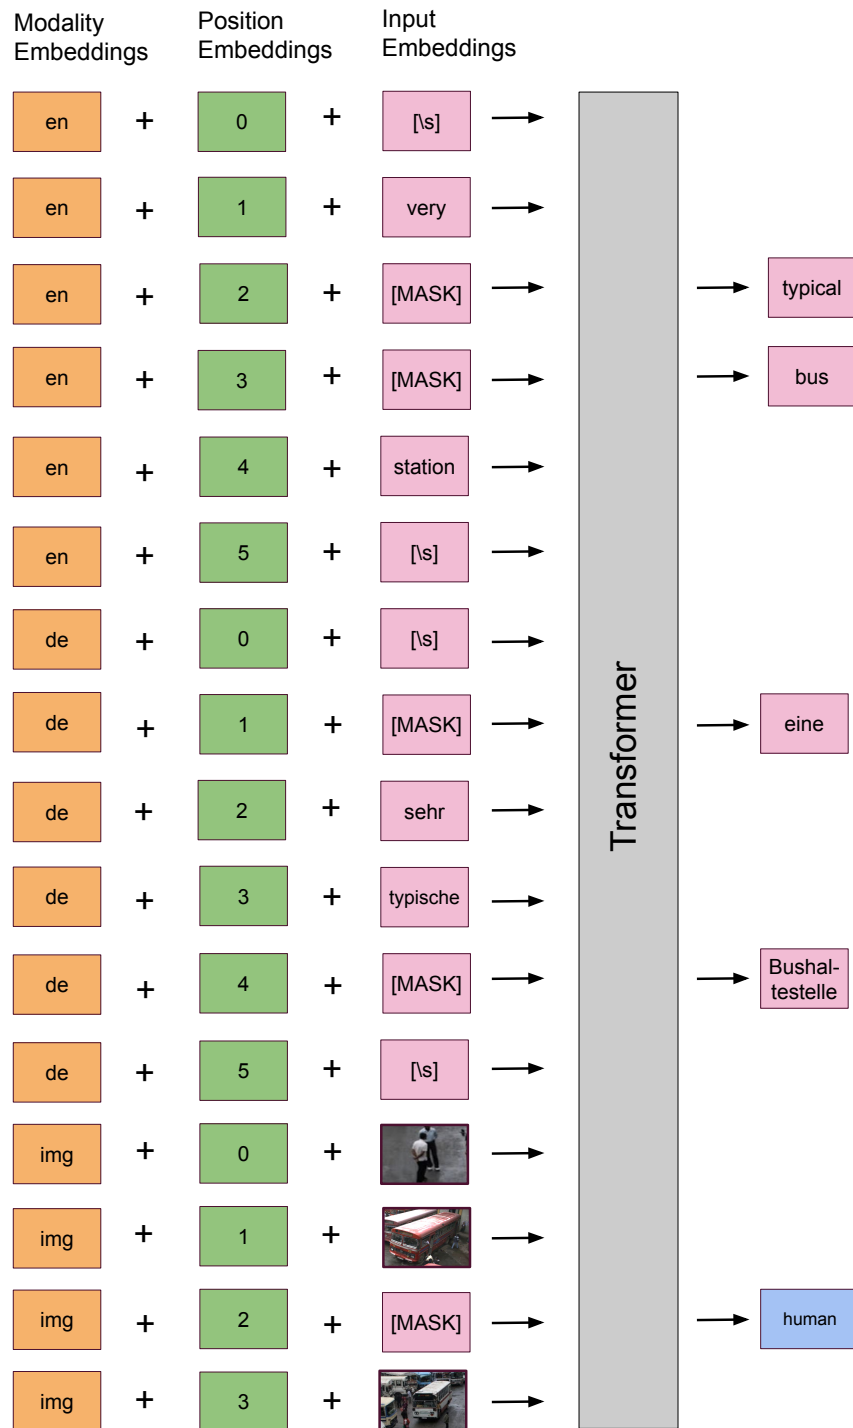 Modality
Embeddings
Position
Embeddings
Input
Embeddings
en + 0 + [\s]
en + 1 + very
en + 2 + [MASK] typical
en + 3 + [MASK] bus
en + 4 + station
en + 5 + [\s]
de + 0 + [\s]
de + 1 + [MASK] eine
de + 2 + sehr
de + 3 + typische
de + 4 + [MASK] Bushal-
testelle
de + 5 + [\s]
img + 0 +
img + 1 +
img + 2 + [MASK] human
img + 3 +
Transformer